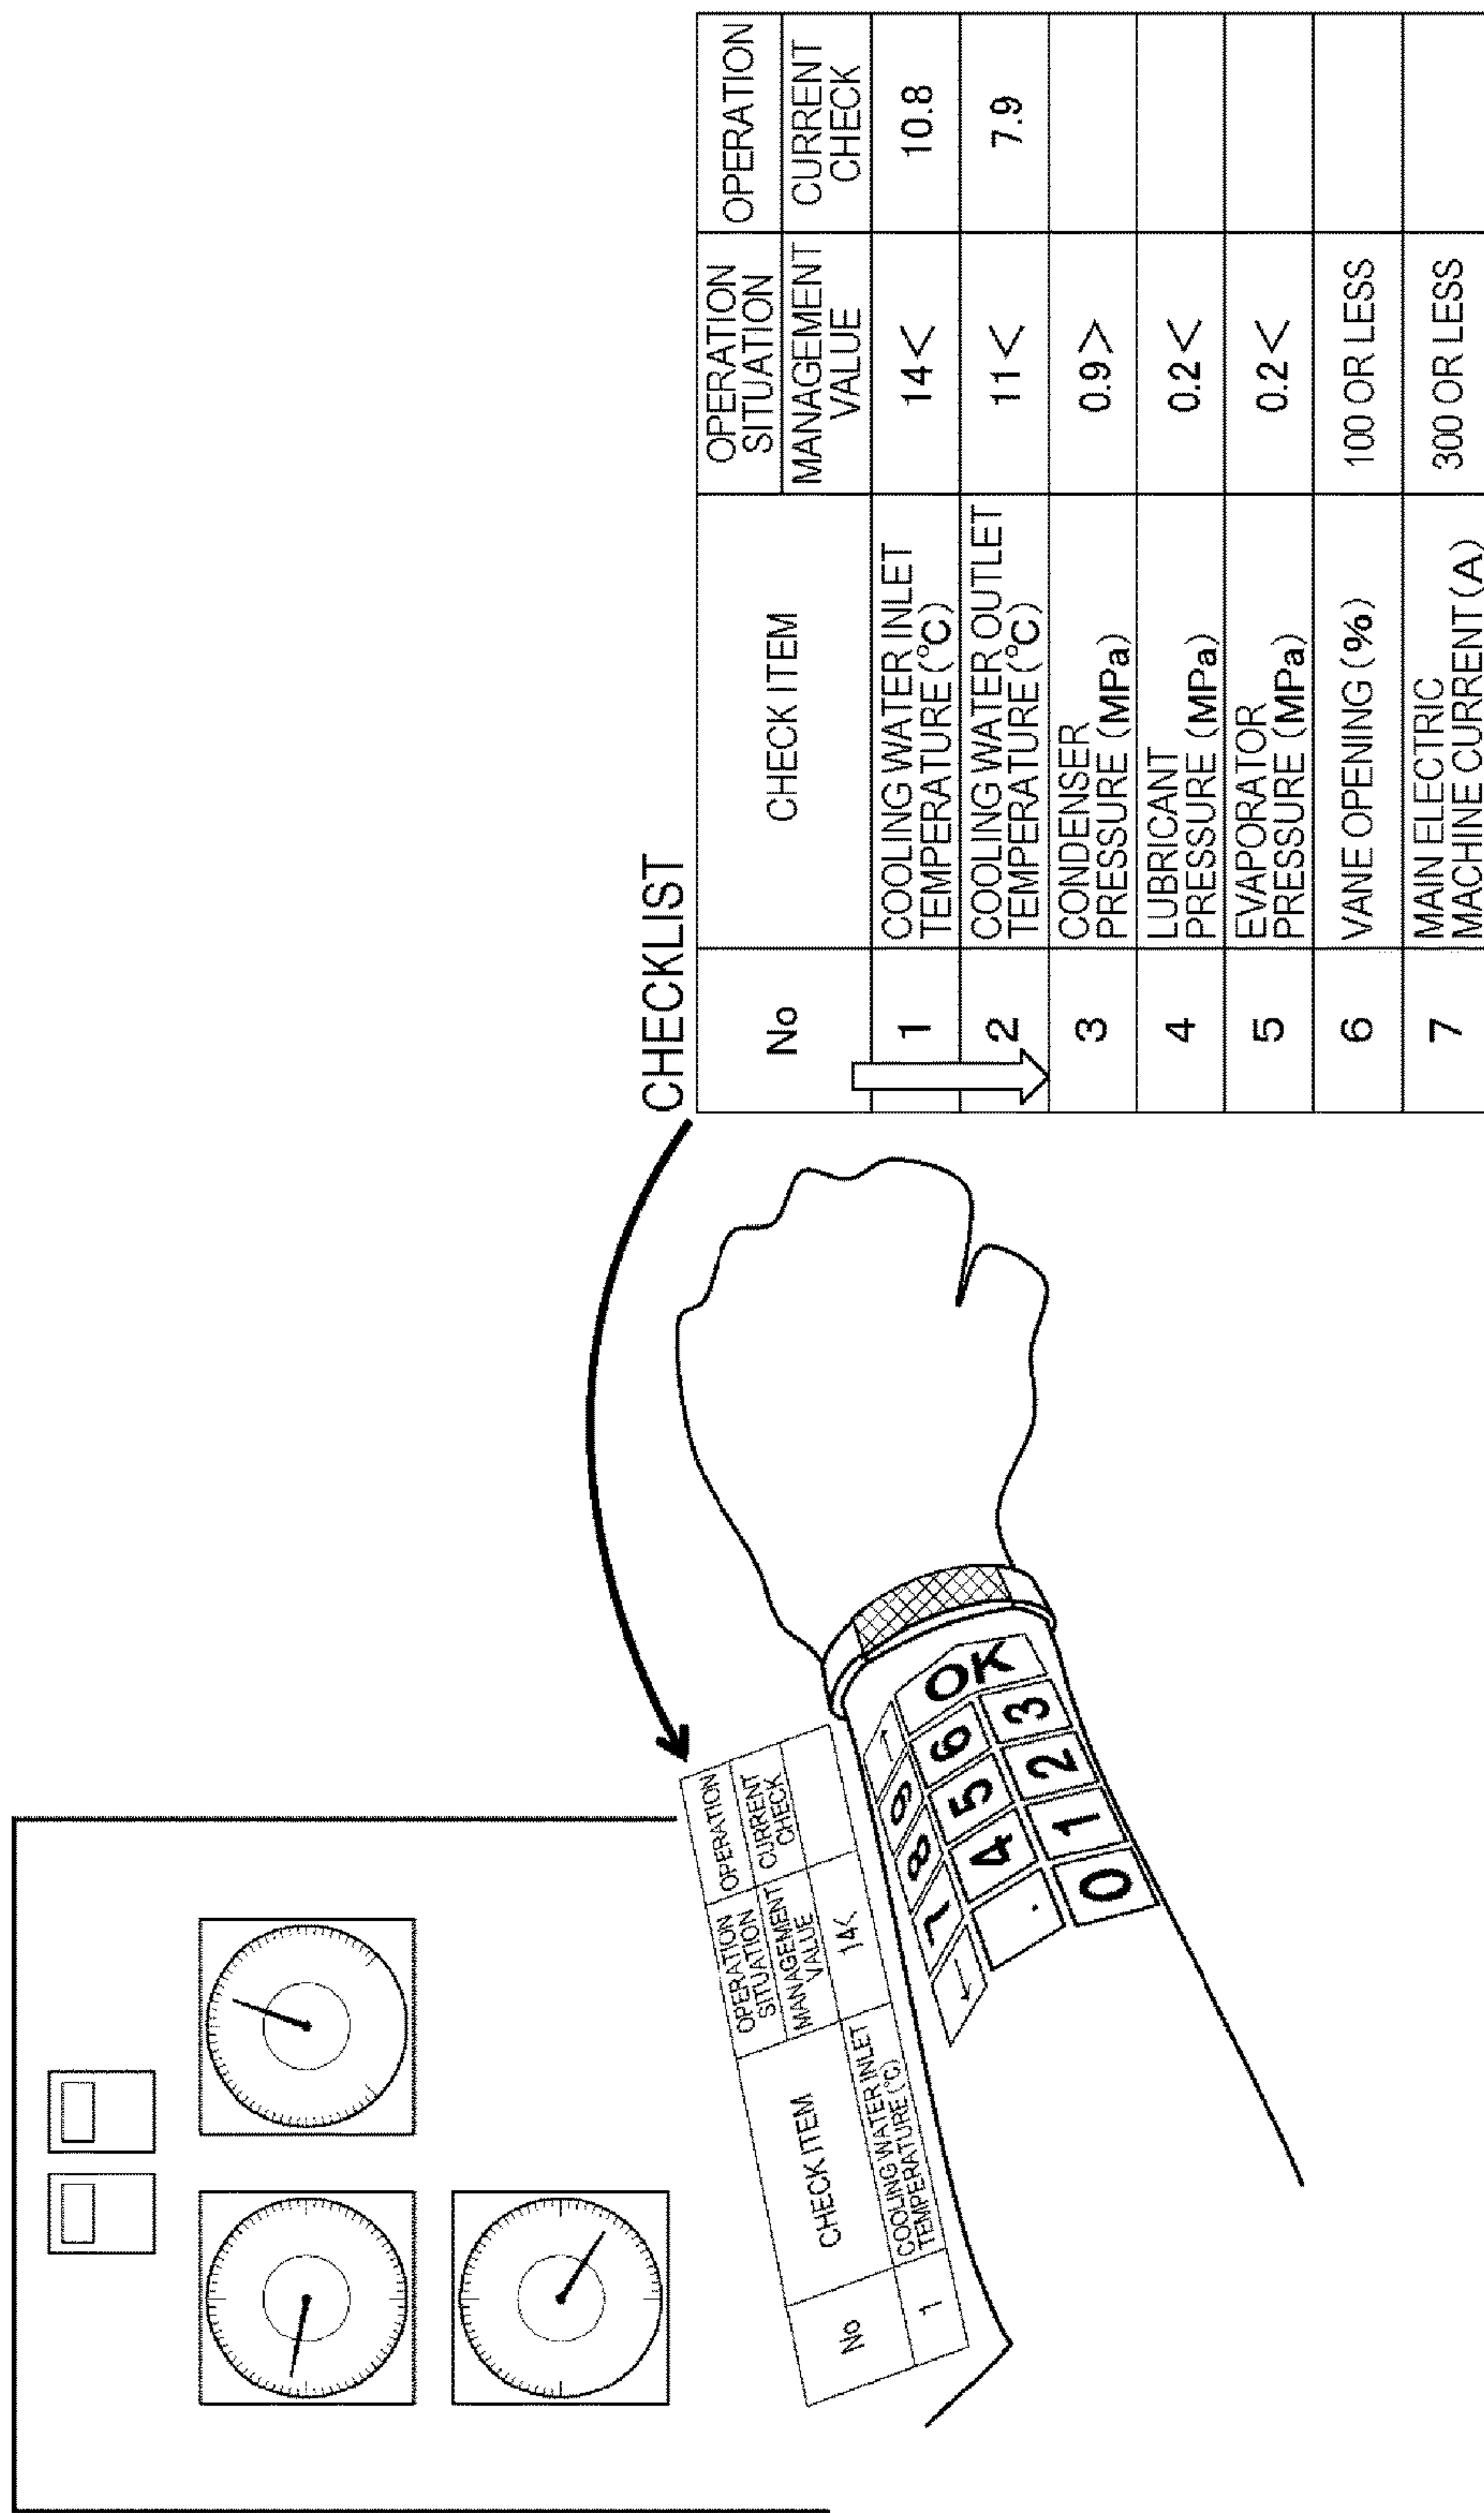 CHECKLIST
No
CHECK ITEM
OPERATION
SITUATION
OPERATION
MANAGEMENT
VALUE
CURRENT
CHECK
1
COOLING WATER INLET
TEMPERATURE (°C)
14<
10.8
2
COOLING WATER OUTLET
TEMPERATURE (°C)
11<
7.9
3
CONDENSER
PRESSURE (MPa)
0.9>
4
LUBRICANT
PRESSURE (MPa)
0.2<
5
EVAPORATOR
PRESSURE (MPa)
0.2<
6
VANE OPENING (%)
100 OR LESS
7
MAIN ELECTRIC
MACHINE CURRENT (A)
300 OR LESS
No
CHECK ITEM
OPERATION
SITUATION
OPERATION
MANAGEMENT
VALUE
CURRENT
CHECK
1
COOLING WATER INLET
TEMPERATURE (°C)
14<
← 7 8 9 →
. 4 5 6 OK
0 1 2 3